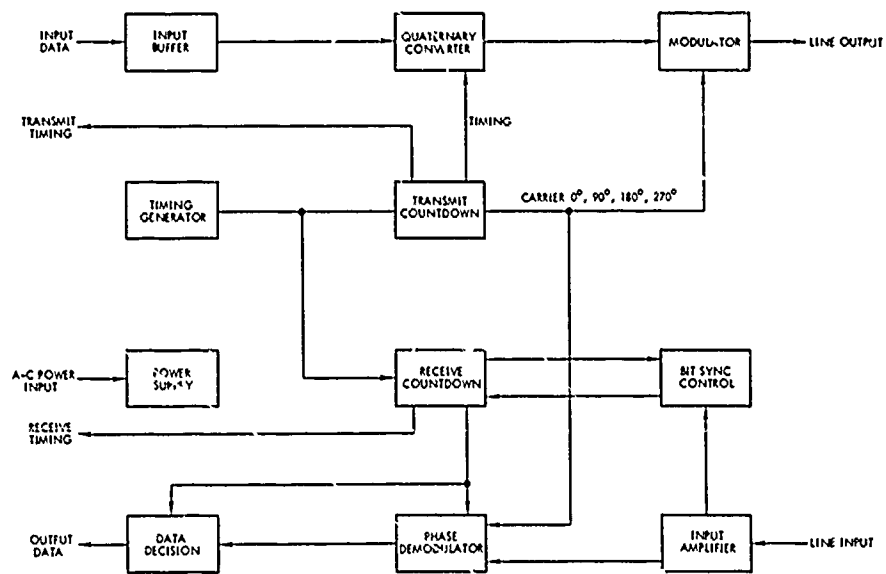 INPUT
DATA
INPUT
BUFFER
QUATERNARY
CONVERTER
MODULATOR
LINE OUTPUT
TRANSMIT
TIMING
TIMING
TIMING
GENERATOR
TRANSMIT
COUNTDOWN
CARRIER 0°, 90°, 180°, 270°
A-C POWER
INPUT
POWER
SUPPLY
RECEIVE
COUNTDOWN
BIT SYNC
CONTROL
RECEIVE
TIMING
OUTPUT
DATA
DATA
DECISION
PHASE
DEMODULATOR
INPUT
AMPLIFIER
LINE INPUT